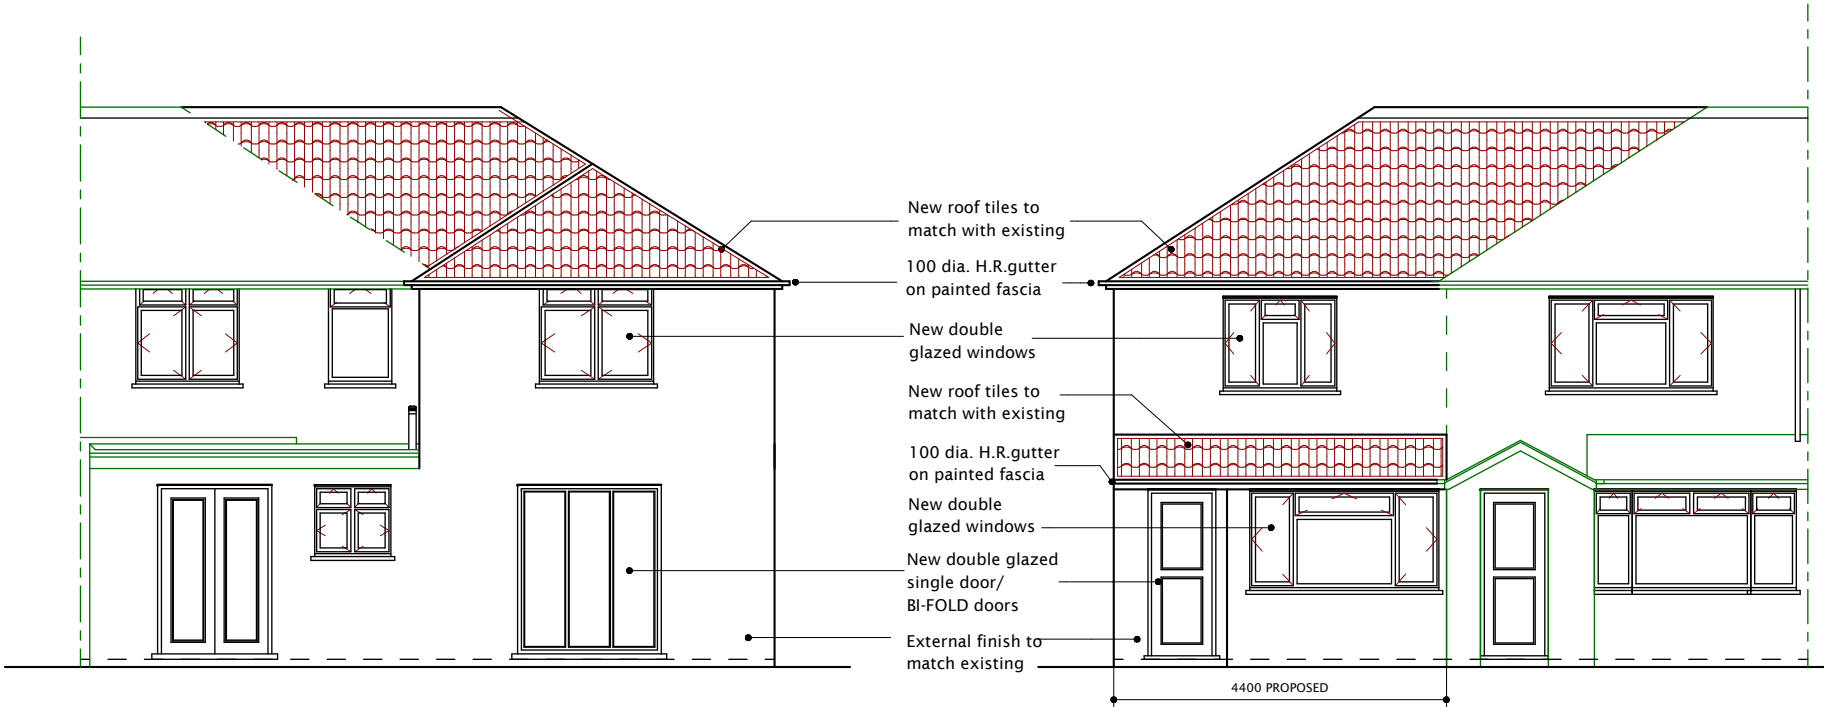 New roof tiles to
match with existing
100 dia. H.R.gutter
on painted fascia
New double
glazed windows
New roof tiles to
match with existing
100 dia. H.R.gutter
on painted fascia
New double
glazed windows
New double glazed
single door/
BI-FOLD doors
External finish to
match existing
4400 PROPOSED